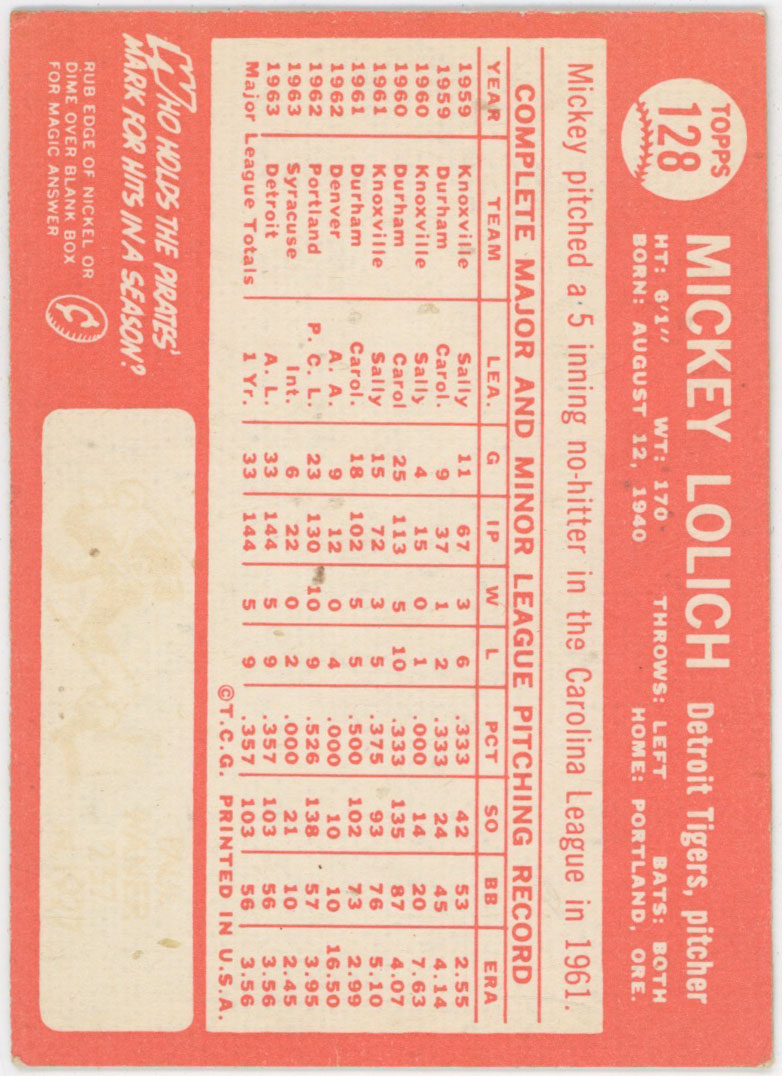 TOPPS
128
MICKEY LOLICH Detroit Tigers, pitcher
HT: 6'1" WT: 170 THROWS: LEFT BATS: BOTH
BORN: AUGUST 12, 1940 HOME: PORTLAND, ORE.
Mickey pitched a 5 inning no-hitter in the Carolina League in 1961.
COMPLETE MAJOR AND MINOR LEAGUE PITCHING RECORD
YEAR TEAM LEA. G IP W L PCT SO BB ERA
1959 Knoxville Sally 11 67 3 6 .333 42 53 2.55
1959 Durham Carol. 9 37 1 2 .333 24 45 4.14
1960 Knoxville Sally 4 15 0 1 .000 14 20 7.63
1960 Durham Carol 25 113 5 10 .333 135 87 4.07
1961 Knoxville Sally 15 72 3 5 .375 93 76 5.10
1961 Durham Carol. 18 102 5 5 .500 102 73 2.99
1962 Denver A. A. 9 12 0 4 .000 10 10 16.50
1962 Portland P. C. L. 23 130 10 9 .526 138 57 3.95
1963 Syracuse Int. 6 22 0 2 .000 21 10 2.45
1963 Detroit A. L. 33 144 5 9 .357 103 56 3.56
Major League Totals 1 Yr. 33 144 5 9 .357 103 56 3.56
©T.C.G. PRINTED IN U.S.A.
WHO HOLDS THE PIRATES'
MARK FOR HITS IN A SEASON?
RUB EDGE OF NICKEL OR
DIME OVER BLANK BOX
FOR MAGIC ANSWER
PAUL
WANER
237